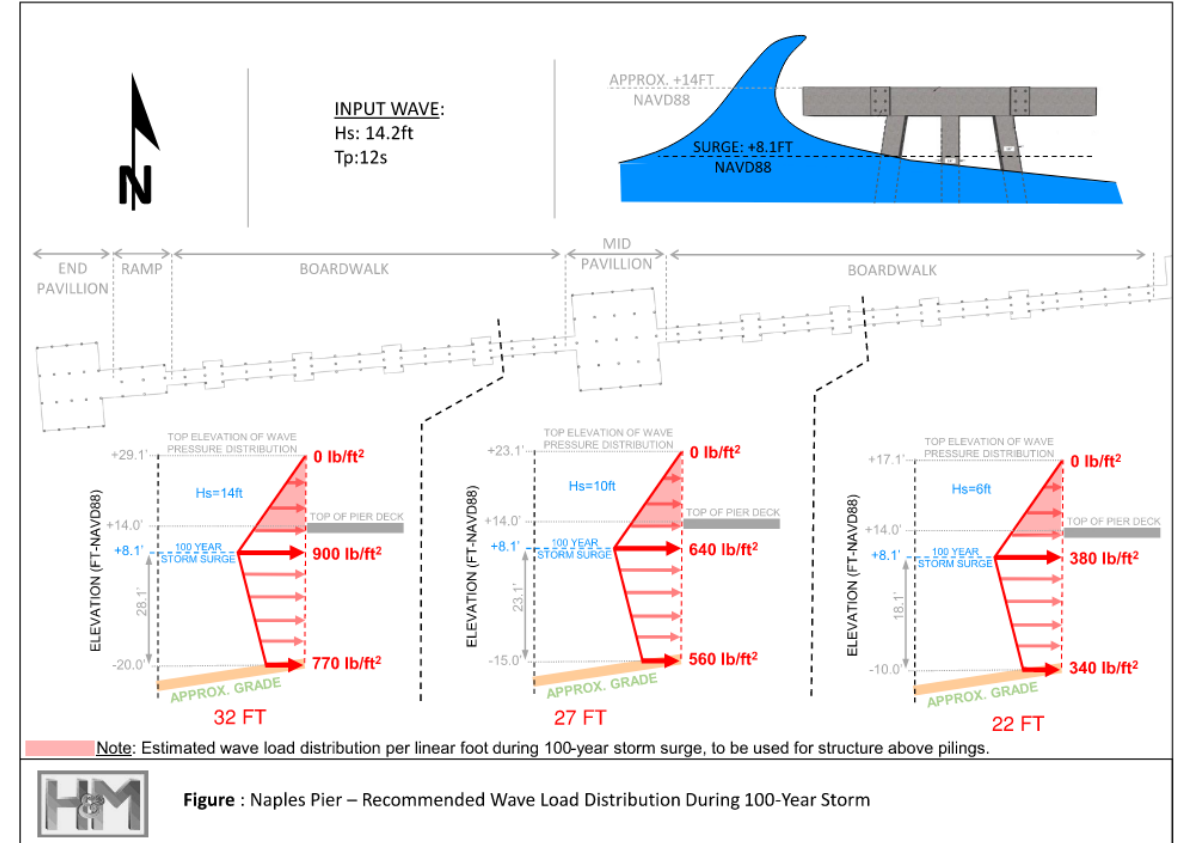 N
INPUT WAVE:
Hs: 14.2ft
Tp:12s
APPROX. +14FT
NAVD88
SURGE: +8.1FT
NAVD88
END
PAVILLION
RAMP
BOARDWALK
MID
PAVILLION
BOARDWALK
TOP ELEVATION OF WAVE
PRESSURE DISTRIBUTION
+29.1'
0 lb/ft²
Hs=14ft
TOP OF PIER DECK
+14.0'
+8.1'
100 YEAR
STORM SURGE
900 lb/ft²
28.1'
ELEVATION (FT-NAVD88)
-20.0'
770 lb/ft²
APPROX. GRADE
32 FT
TOP ELEVATION OF WAVE
PRESSURE DISTRIBUTION
+23.1'
0 lb/ft²
Hs=10ft
TOP OF PIER DECK
+14.0'
+8.1'
100 YEAR
STORM SURGE
640 lb/ft²
23.1'
ELEVATION (FT-NAVD88)
-15.0'
560 lb/ft²
APPROX. GRADE
27 FT
TOP ELEVATION OF WAVE
PRESSURE DISTRIBUTION
+17.1'
0 lb/ft²
Hs=6ft
TOP OF PIER DECK
+14.0'
+8.1'
100 YEAR
STORM SURGE
380 lb/ft²
18.1'
ELEVATION (FT-NAVD88)
-10.0'
340 lb/ft²
APPROX. GRADE
22 FT
Note: Estimated wave load distribution per linear foot during 100-year storm surge, to be used for structure above pilings.
H&M
Figure : Naples Pier – Recommended Wave Load Distribution During 100-Year Storm